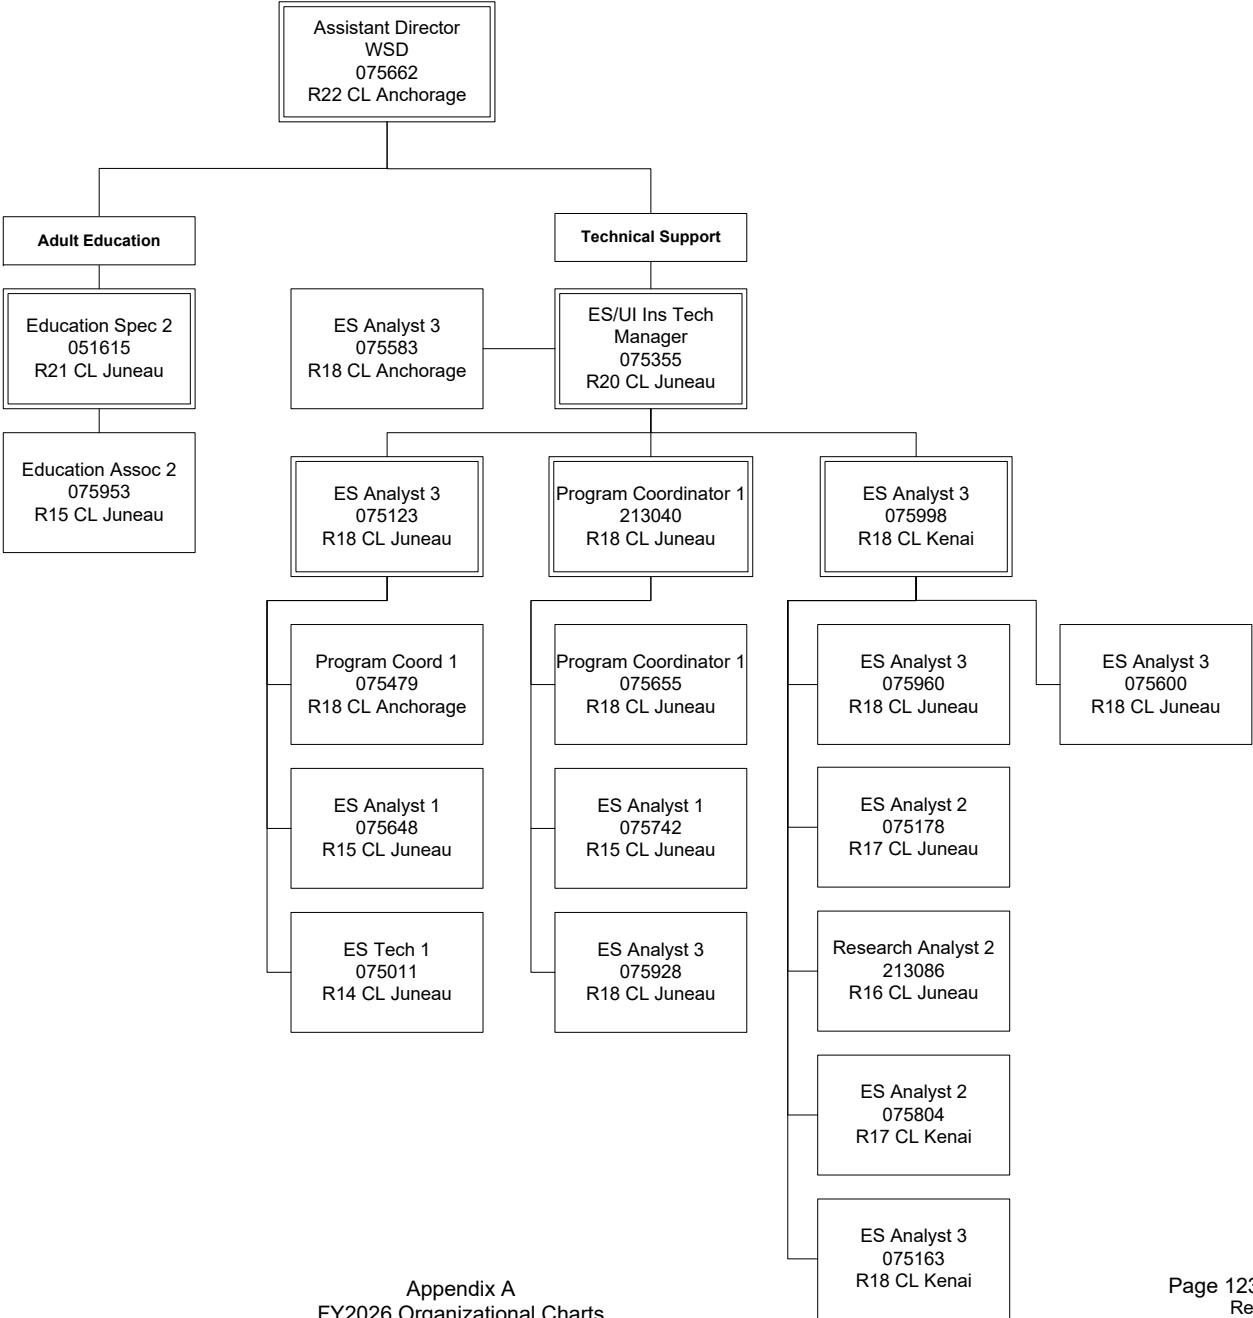 Assistant Director
WSD
075662
R22 CL Anchorage
Adult Education
Technical Support
Education Spec 2
051615
R21 CL Juneau
ES Analyst 3
075583
R18 CL Anchorage
ES/UI Ins Tech
Manager
075355
R20 CL Juneau
Education Assoc 2
075953
R15 CL Juneau
ES Analyst 3
075123
R18 CL Juneau
Program Coordinator 1
213040
R18 CL Juneau
ES Analyst 3
075998
R18 CL Kenai
Program Coord 1
075479
R18 CL Anchorage
Program Coordinator 1
075655
R18 CL Juneau
ES Analyst 3
075960
R18 CL Juneau
ES Analyst 3
075600
R18 CL Juneau
ES Analyst 1
075648
R15 CL Juneau
ES Analyst 1
075742
R15 CL Juneau
ES Analyst 2
075178
R17 CL Juneau
ES Tech 1
075011
R14 CL Juneau
ES Analyst 3
075928
R18 CL Juneau
Research Analyst 2
213086
R16 CL Juneau
ES Analyst 2
075804
R17 CL Kenai
ES Analyst 3
075163
R18 CL Kenai
Appendix A
FY2026 Organizational Charts
Page 123
Re